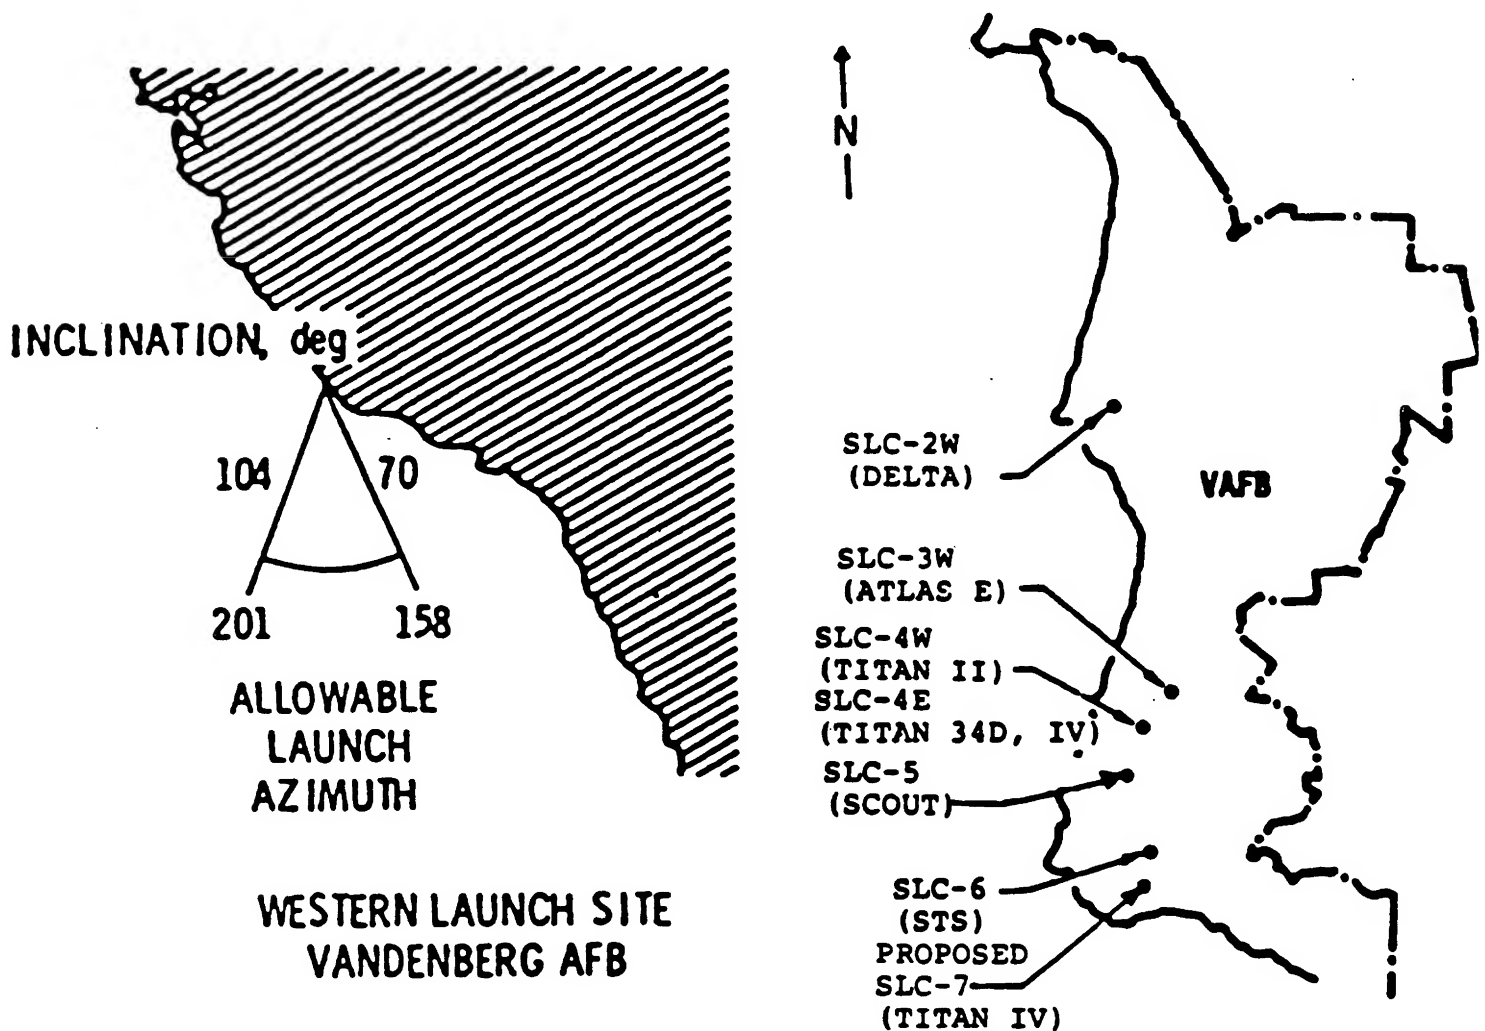 INCLINATION, deg
104
70
201
158
ALLOWABLE
LAUNCH
AZIMUTH
WESTERN LAUNCH SITE
VANDENBERG AFB
N
SLC-2W
(DELTA)
VAFB
SLC-3W
(ATLAS E)
SLC-4W
(TITAN II)
SLC-4E
(TITAN 34D, IV)
SLC-5
(SCOUT)
SLC-6
(STS)
PROPOSED
SLC-7
(TITAN IV)